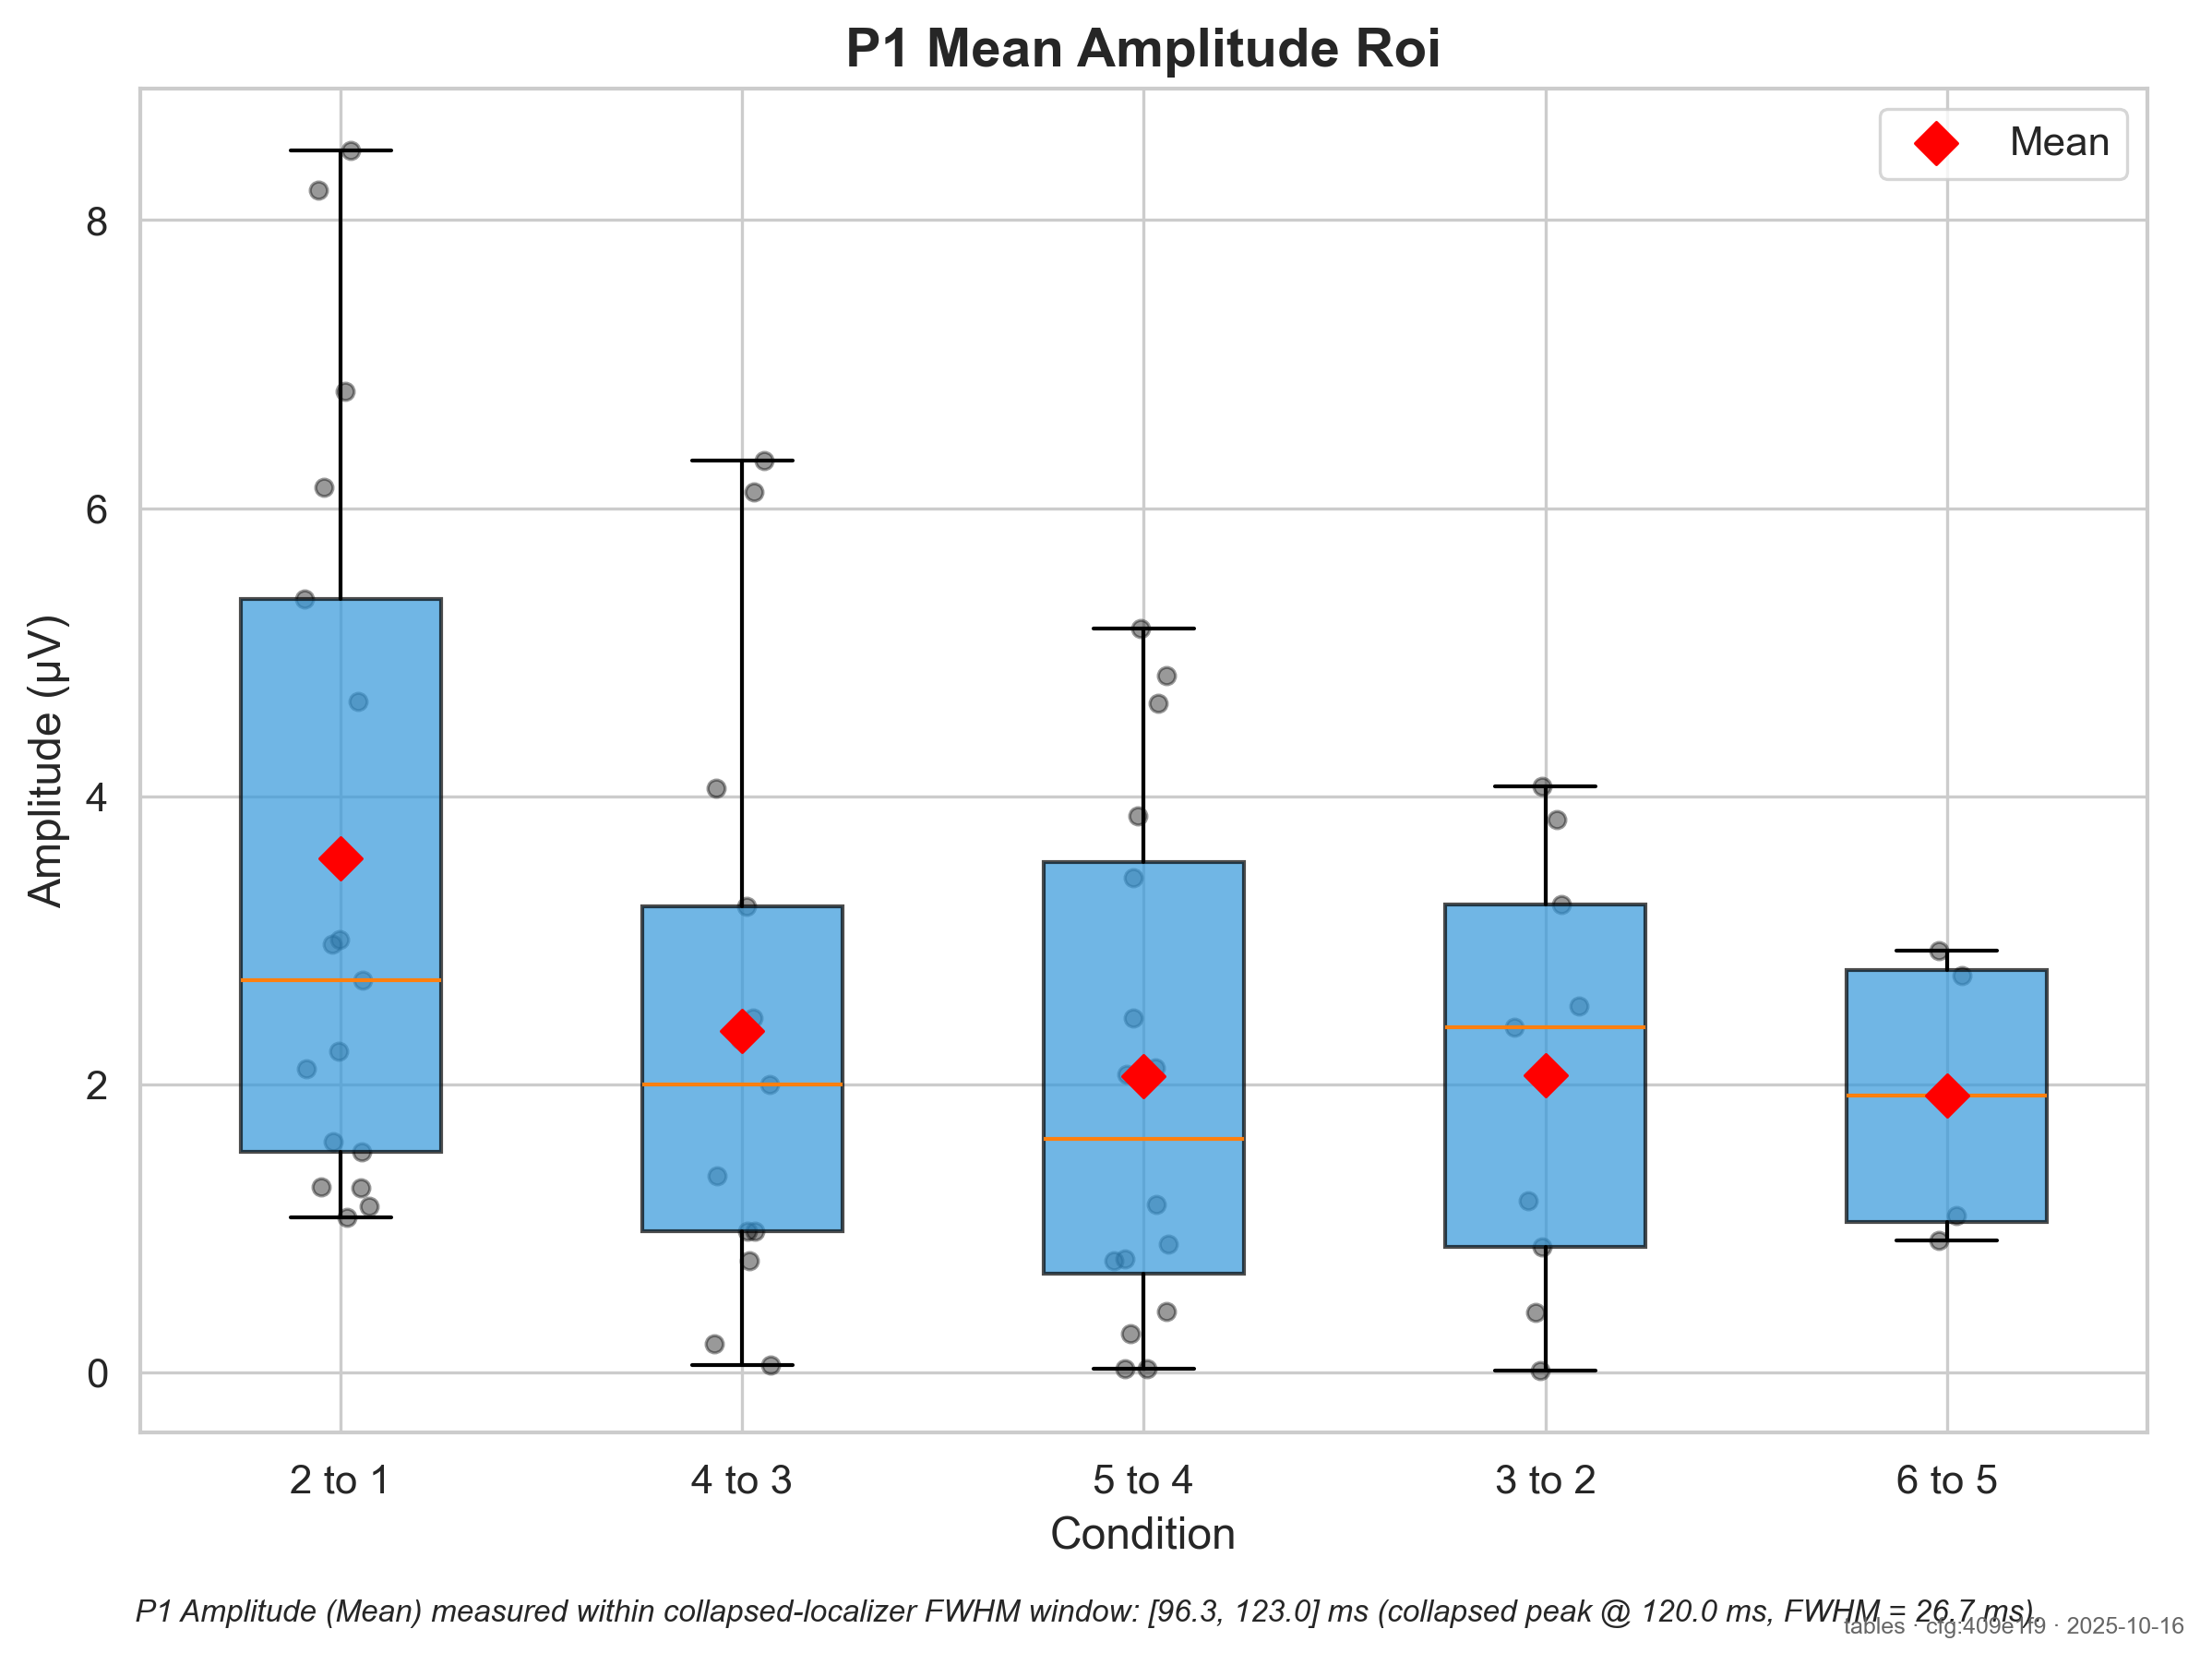 P1 Mean Amplitude Roi
Mean
8
6
4
2
0
Amplitude (µV)
2 to 1
4 to 3
5 to 4
3 to 2
6 to 5
Condition
P1 Amplitude (Mean) measured within collapsed-localizer FWHM window: [96.3, 123.0] ms (collapsed peak @ 120.0 ms, FWHM = 26.7 ms).
tables · cfg:409e1f9 · 2025-10-16